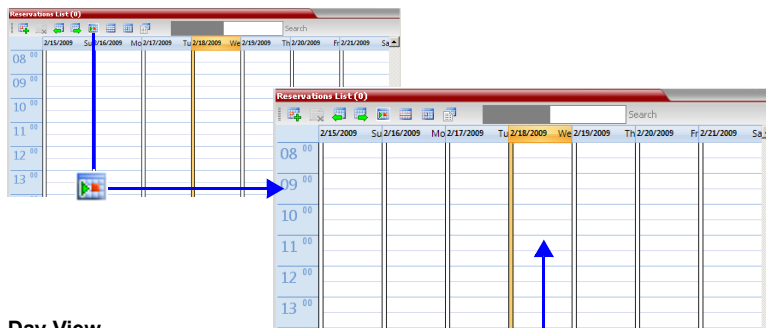 Reservations List (0)
Search
2/15/2009 Su 2/16/2009 Mo 2/17/2009 Tu 2/18/2009 We 2/19/2009 Th 2/20/2009 Fr 2/21/2009 Sa
08 00
09 00
10 00
11 00
12 00
13 00
Reservations List (0)
Search
2/15/2009 Su 2/16/2009 Mo 2/17/2009 Tu 2/18/2009 We 2/19/2009 Th 2/20/2009 Fr 2/21/2009 Sa
08 00
09 00
10 00
11 00
12 00
13 00
Day View